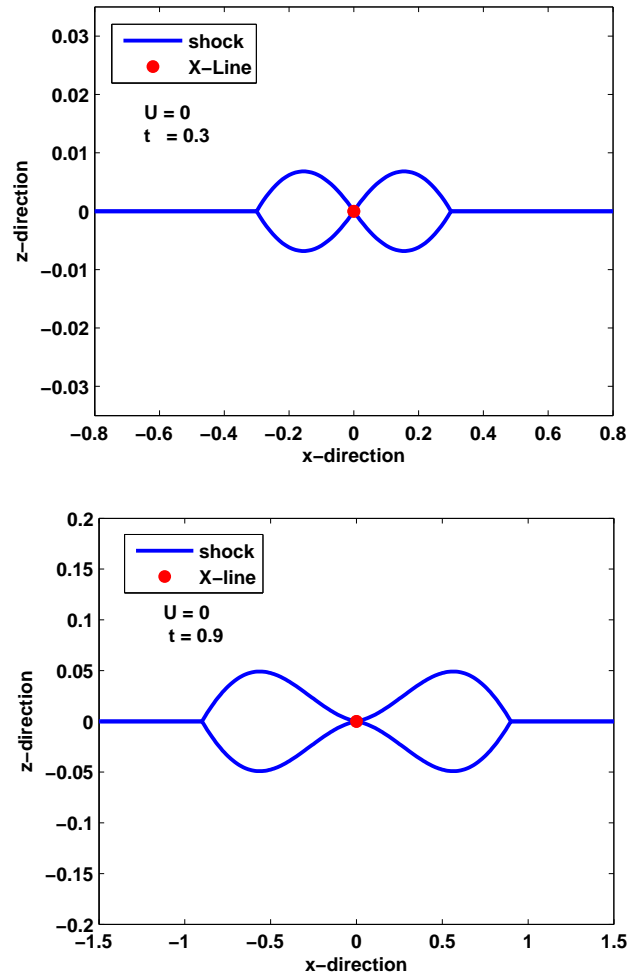 0.03
0.02
0.01
0
−0.01
−0.02
−0.03
z−direction
shock
X−Line
U = 0
t = 0.3
−0.8 −0.6 −0.4 −0.2 0 0.2 0.4 0.6 0.8
x−direction
0.2
0.15
0.1
0.05
0
−0.05
−0.1
−0.15
−0.2
z−direction
shock
X−line
U = 0
t = 0.9
−1.5 −1 −0.5 0 0.5 1 1.5
x−direction